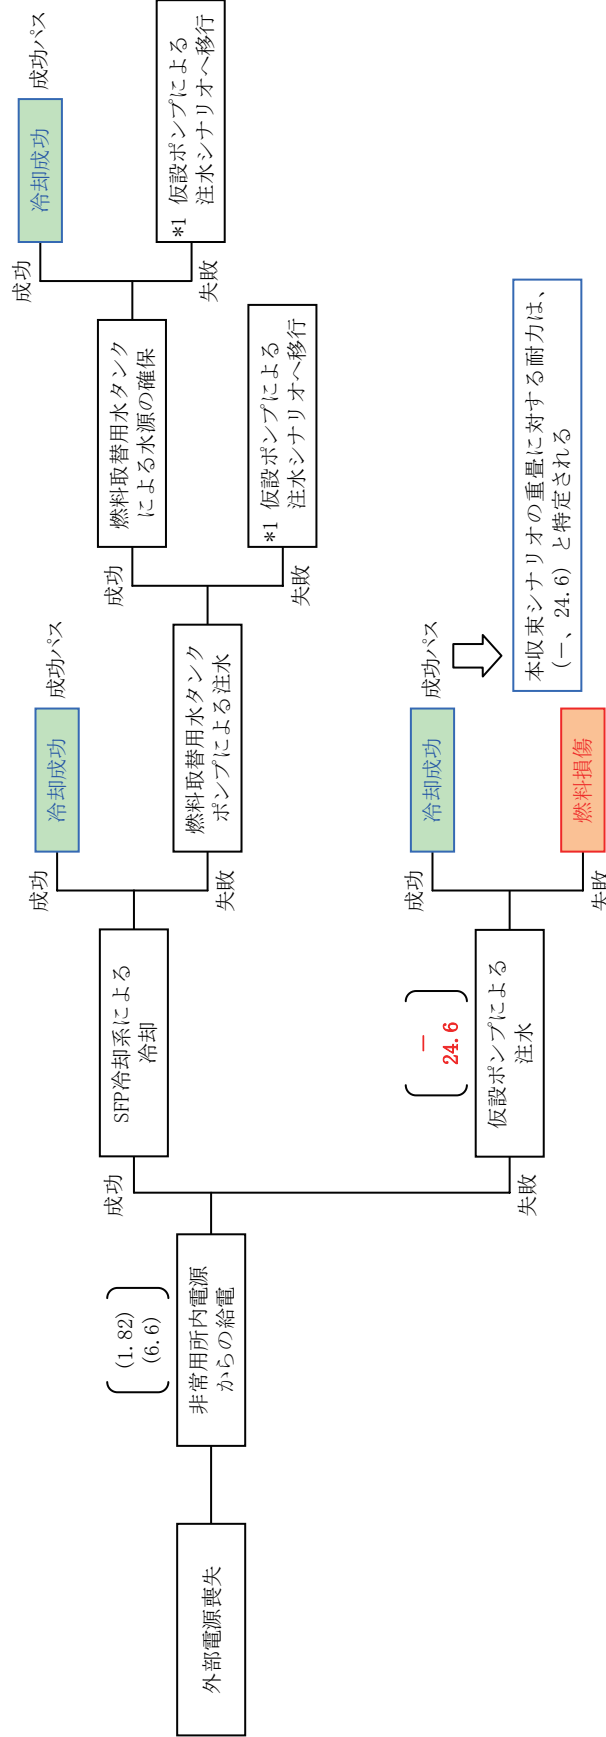 外部電源喪失
(1.82)
(6.6)
非常用所内電源
からの給電
成功
失敗
SFP冷却系による
冷却
成功
冷却成功
成功パス
失敗
燃料取替用水タンク
ポンプによる注水
成功
燃料取替用水タンク
による水源の確保
成功
冷却成功
成功パス
失敗
*1 仮設ポンプによる
注水シナリオへ移行
失敗
*1 仮設ポンプによる
注水シナリオへ移行
－
24.6
仮設ポンプによる
注水
成功
冷却成功
成功パス
失敗
燃料損傷
本収束シナリオの重畳に対する耐力は、
(－、24.6) と特定される